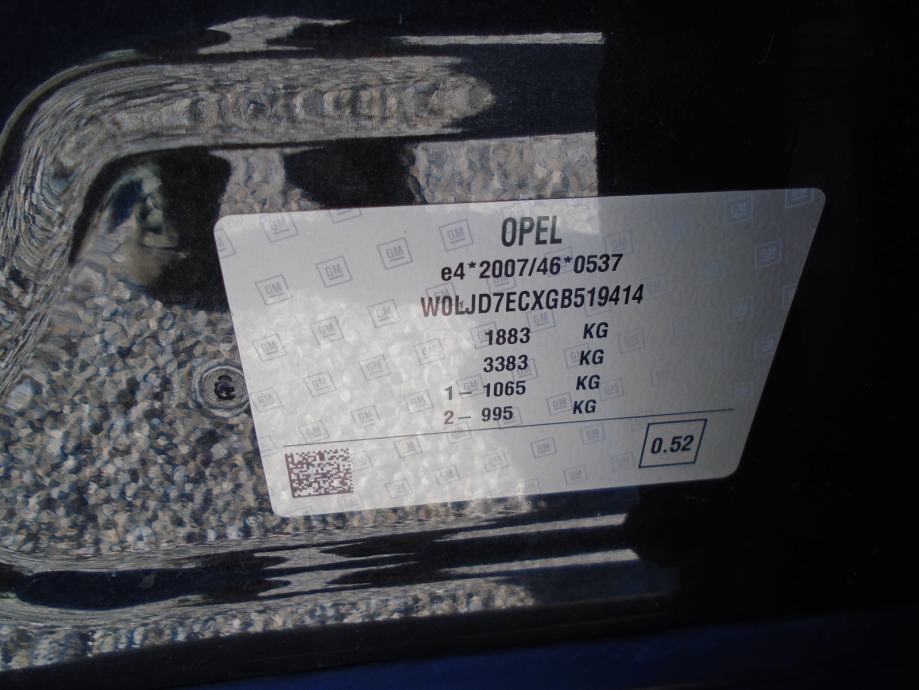 OPEL
e4*2007/46*0537
W0LJD7ECXGB519414
1883 KG
3383 KG
1– 1065 KG
2– 995 KG
0.52